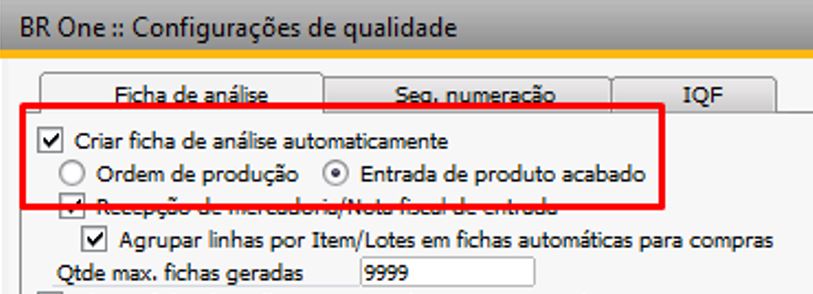 BR One :: Configurações de qualidade
Ficha de análise Seq. numeração IQF
Criar ficha de análise automaticamente
Ordem de produção Entrada de produto acabado
Recepção de mercadoria/Nota fiscal de entrada
Agrupar linhas por Item/Lotes em fichas automáticas para compras
Qtde max. fichas geradas 9999